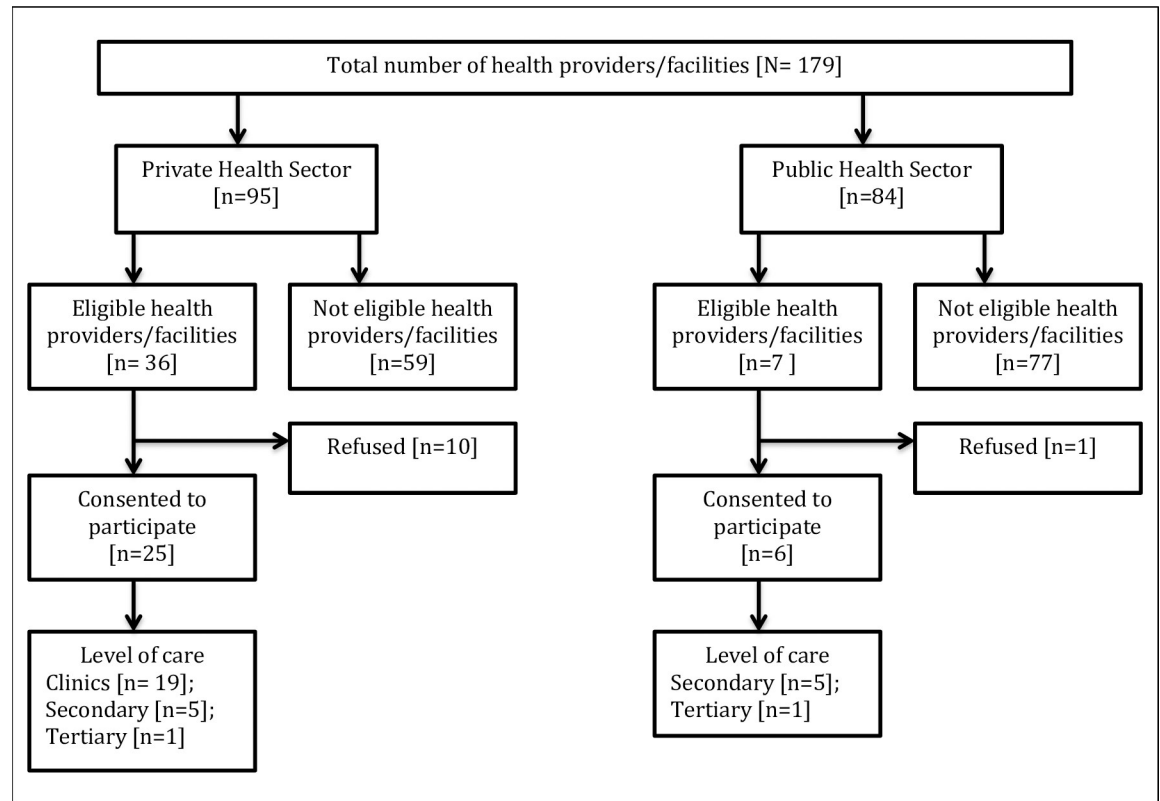 Total number of health providers/facilities [N= 179]
Private Health Sector
[n=95]
Public Health Sector
[n=84]
Eligible health
providers/facilities
[n= 36]
Not eligible health
providers/facilities
[n=59]
Eligible health
providers/facilities
[n=7 ]
Not eligible health
providers/facilities
[n=77]
Refused [n=10]
Refused [n=1]
Consented to
participate
[n=25]
Consented to
participate
[n=6]
Level of care
Clinics [n= 19];
Secondary [n=5];
Tertiary [n=1]
Level of care
Secondary [n=5];
Tertiary [n=1]